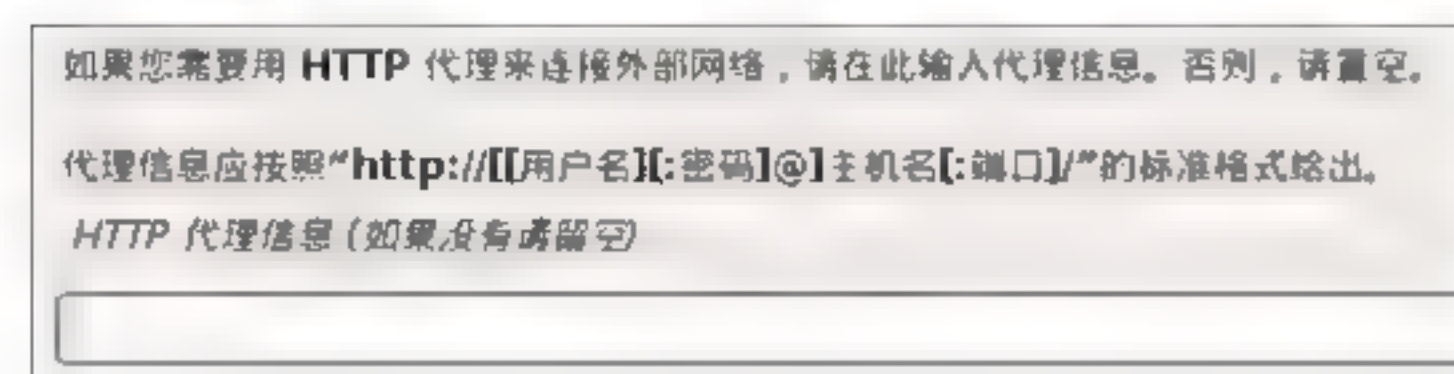 如果您需要用 HTTP 代理来连接外部网络，请在此输入代理信息。否则，请置空。
代理信息应按照“http://[[用户名][:密码]@]主机名[:端口]/”的标准格式给出。
HTTP 代理信息 (如果没有请留空)